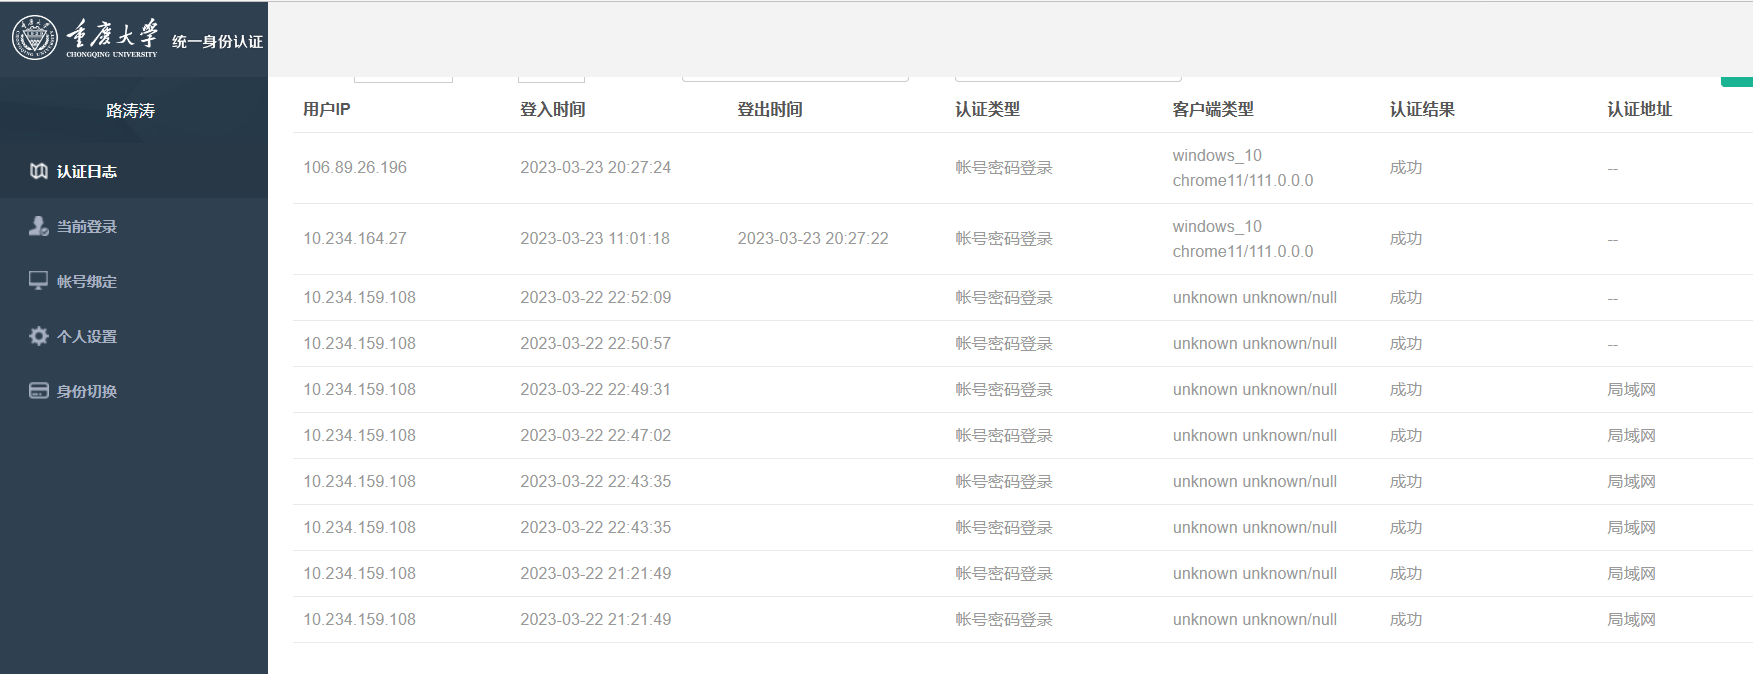 重庆大学
CHONGQING UNIVERSITY
统一身份认证
路涛涛
认证日志
当前登录
帐号绑定
个人设置
身份切换
用户IP 登入时间 登出时间 认证类型 客户端类型 认证结果 认证地址
106.89.26.196 2023-03-23 20:27:24 帐号密码登录 windows_10 chrome11/111.0.0.0 成功 --
10.234.164.27 2023-03-23 11:01:18 2023-03-23 20:27:22 帐号密码登录 windows_10 chrome11/111.0.0.0 成功 --
10.234.159.108 2023-03-22 22:52:09 帐号密码登录 unknown unknown/null 成功 --
10.234.159.108 2023-03-22 22:50:57 帐号密码登录 unknown unknown/null 成功 --
10.234.159.108 2023-03-22 22:49:31 帐号密码登录 unknown unknown/null 成功 局域网
10.234.159.108 2023-03-22 22:47:02 帐号密码登录 unknown unknown/null 成功 局域网
10.234.159.108 2023-03-22 22:43:35 帐号密码登录 unknown unknown/null 成功 局域网
10.234.159.108 2023-03-22 22:43:35 帐号密码登录 unknown unknown/null 成功 局域网
10.234.159.108 2023-03-22 21:21:49 帐号密码登录 unknown unknown/null 成功 局域网
10.234.159.108 2023-03-22 21:21:49 帐号密码登录 unknown unknown/null 成功 局域网